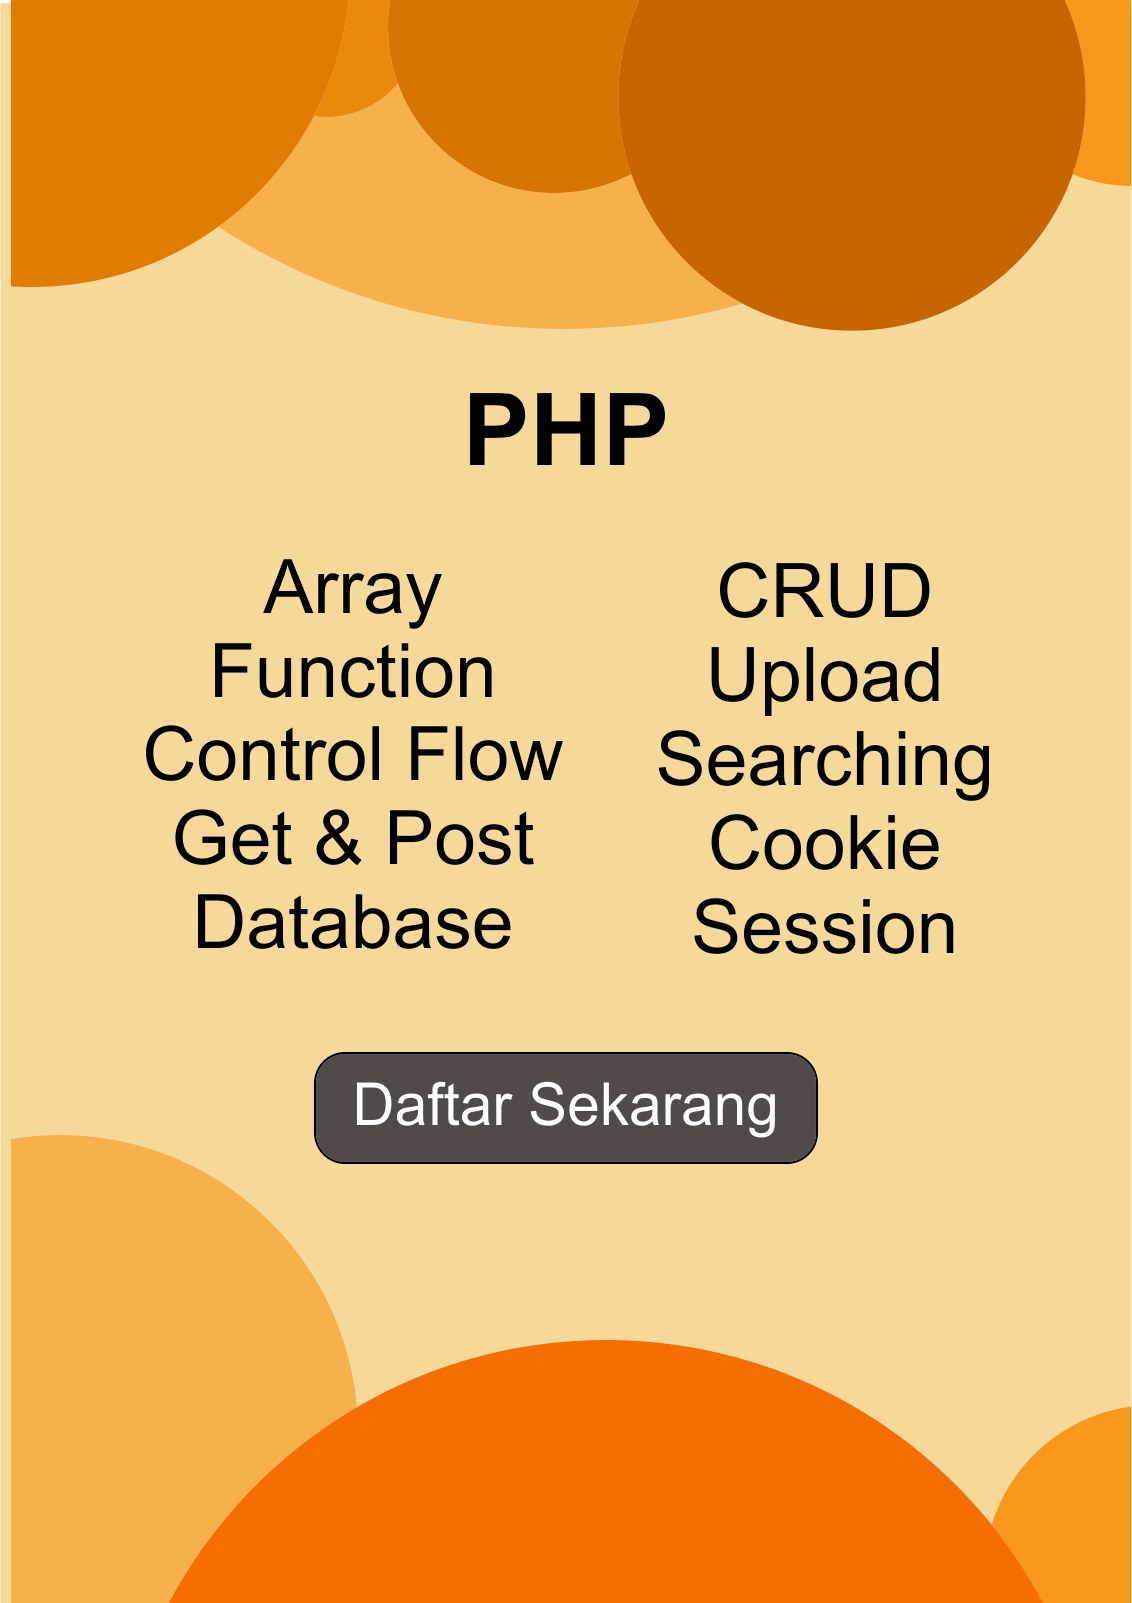 PHP
Array
Function
Control Flow
Get & Post
Database
CRUD
Upload
Searching
Cookie
Session
Daftar Sekarang